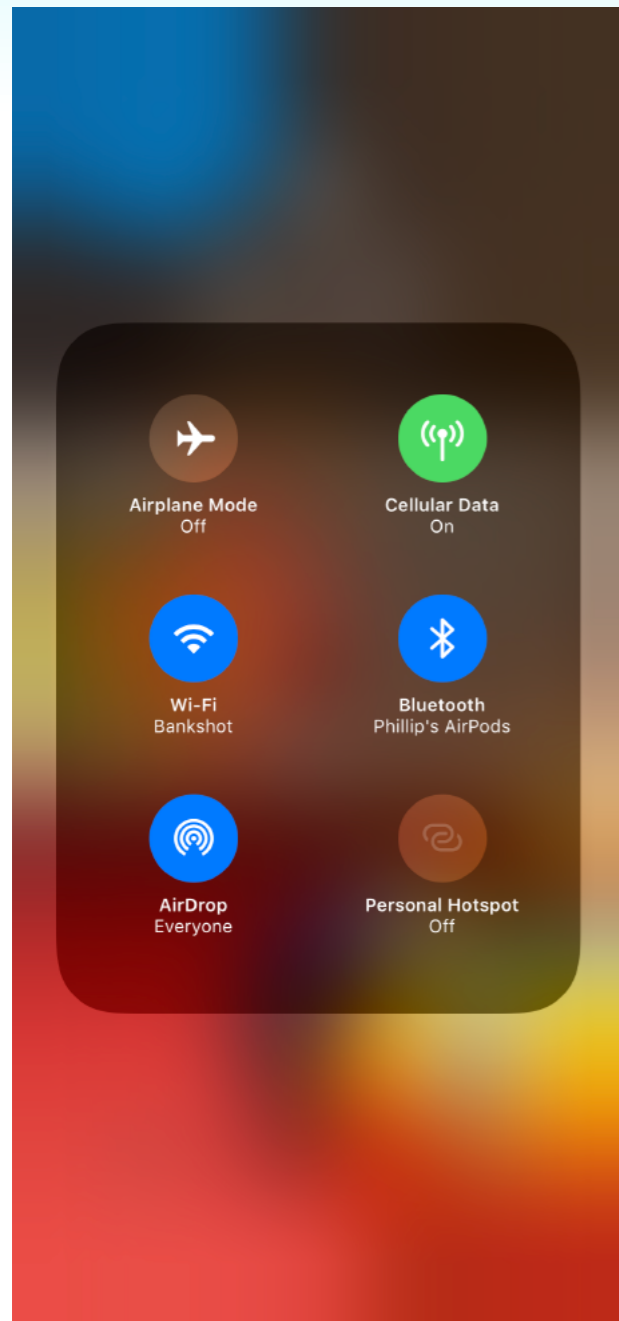 Airplane Mode
Off
Cellular Data
On
Wi-Fi
Bankshot
Bluetooth
Phillip's AirPods
AirDrop
Everyone
Personal Hotspot
Off